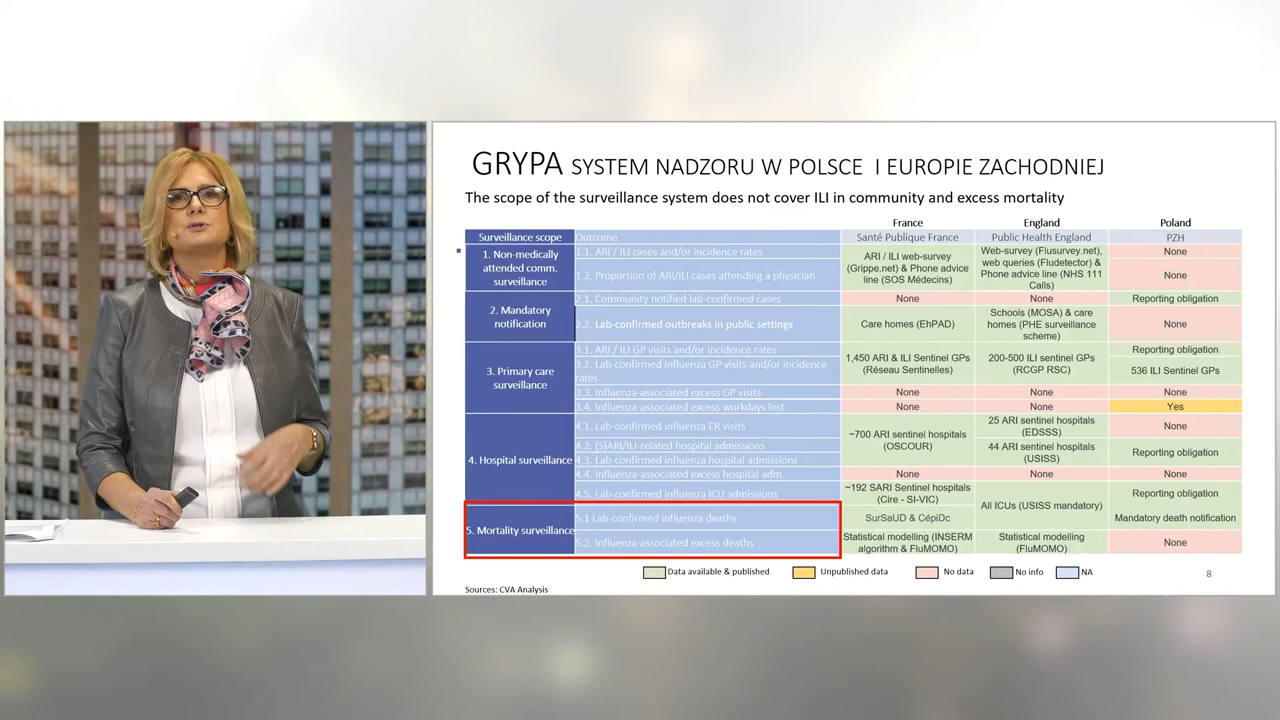 GRYPA SYSTEM NADZORU W POLSCE I EUROPIE ZACHODNIEJ
The scope of the surveillance system does not cover ILI in community and excess mortality
France England Poland
Surveillance scope Outcome Santé Publique France Public Health England PZH
1. Non-medically
attended comm.
surveillance
1.1. ARI / ILI cases and/or incidence rates
1.2. Proportion of ARI/ILI cases attending a physician
ARI / ILI web-survey
(Grippe.net) & Phone advice
line (SOS Médecins)
Web-survey (Flusurvey.net),
web queries (Fludetector) &
Phone advice line (NHS 111
Calls)
None
None
2. Mandatory
notification
2.1. Community notified lab-confirmed cases
None
None
Reporting obligation
2.2. Lab-confirmed outbreaks in public settings
Care homes (EhPAD)
Schools (MOSA) & care
homes (PHE surveillance
scheme)
None
3. Primary care
surveillance
3.1. ARI / ILI GP visits and/or incidence rates
3.2. Lab-confirmed influenza GP visits and/or incidence
rates
1,450 ARI & ILI Sentinel GPs
(Réseau Sentinelles)
200-500 ILI sentinel GPs
(RCGP RSC)
Reporting obligation
536 ILI Sentinel GPs
3.3. Influenza-associated excess GP visits
None
None
None
3.4. Influenza-associated excess workdays lost
None
None
Yes
4. Hospital surveillance
4.1. Lab-confirmed influenza ER visits
4.2. (S)ARI/ILI-related hospital admissions
4.3. Lab-confirmed influenza hospital admissions
~700 ARI sentinel hospitals
(OSCOUR)
25 ARI sentinel hospitals
(EDSSS)
44 ARI sentinel hospitals
(USISS)
None
Reporting obligation
4.4. Influenza-associated excess hospital adm.
None
None
None
4.5. Lab-confirmed influenza ICU admissions
~192 SARI Sentinel hospitals
(Cire - SI-VIC)
All ICUs (USISS mandatory)
Reporting obligation
5. Mortality surveillance
5.1 Lab-confirmed influenza deaths
SurSaUD & CépiDc
Mandatory death notification
5.2. Influenza-associated excess deaths
Statistical modelling (INSERM
algorithm & FluMOMO)
Statistical modelling
(FluMOMO)
None
Data available & published Unpublished data No data No info NA
8
Sources: CVA Analysis